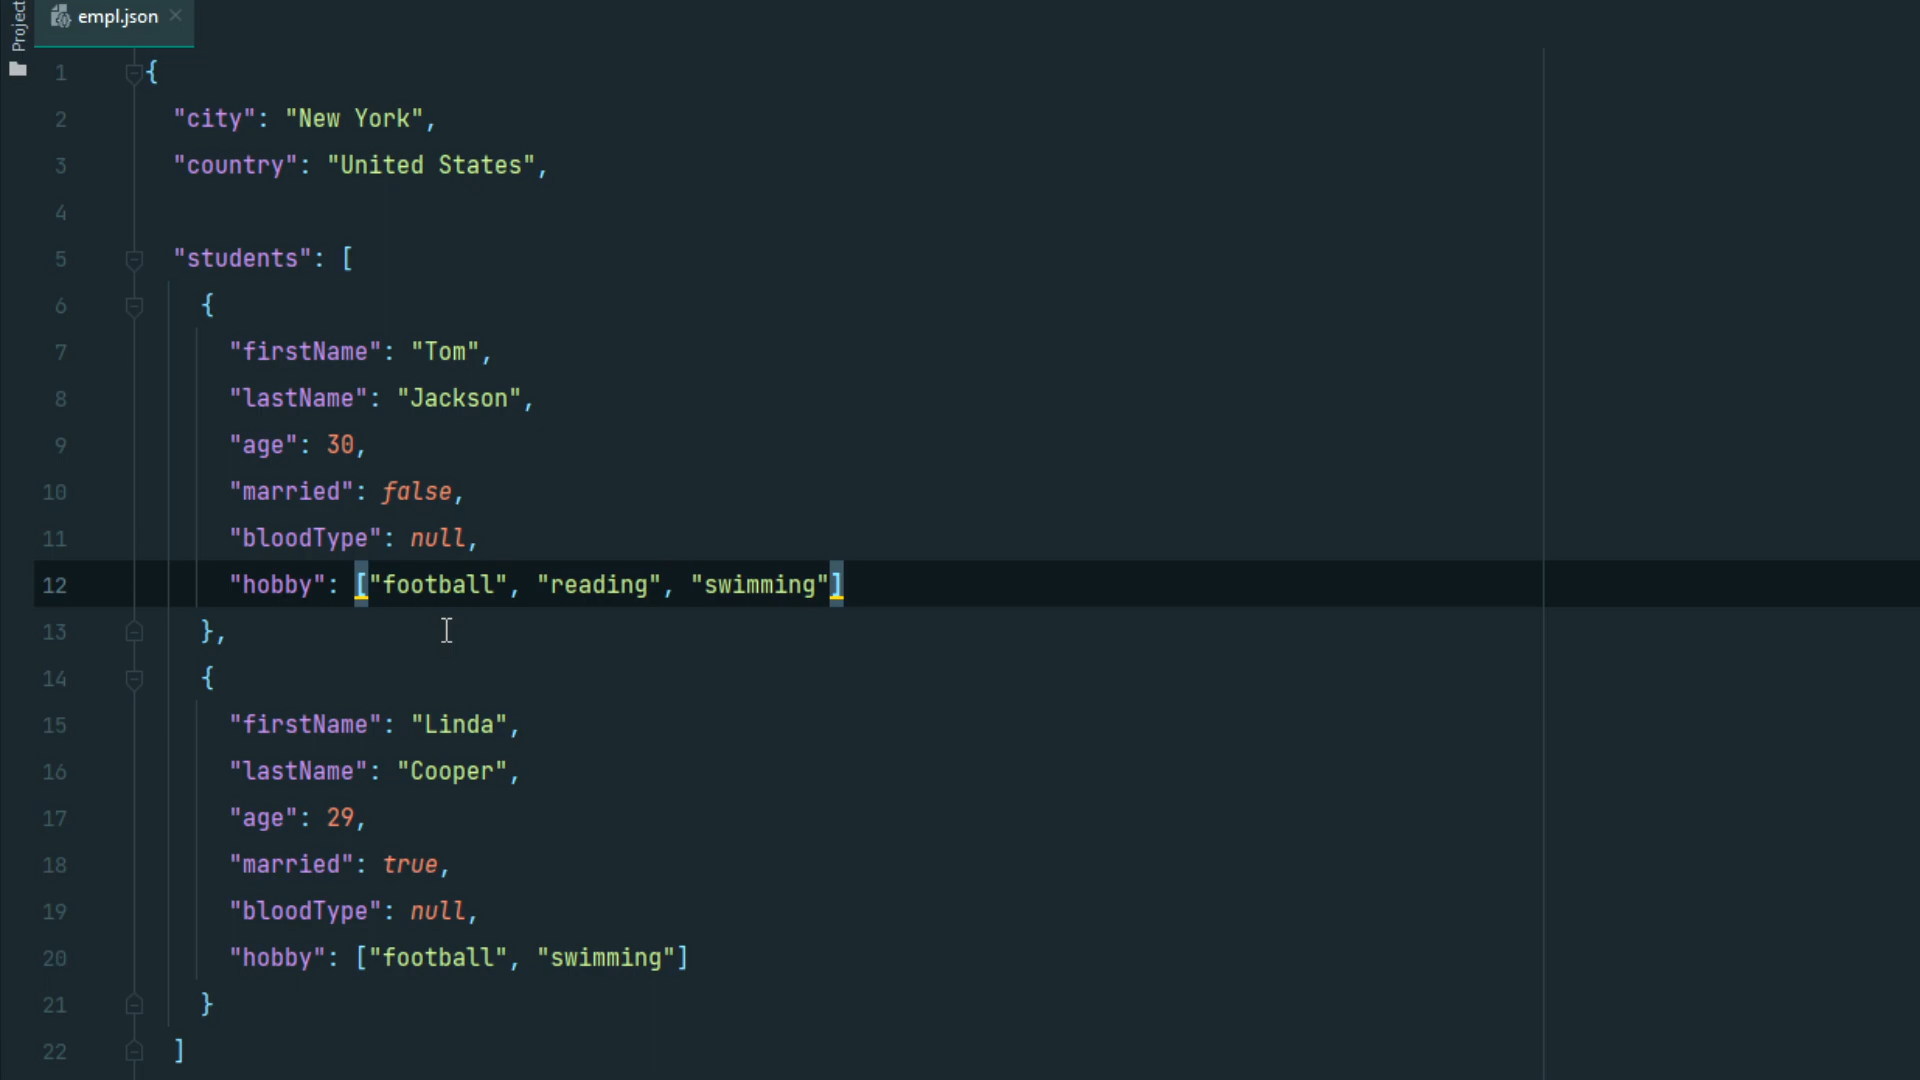 Project
empl.json
1 {
2 "city": "New York",
3 "country": "United States",
4
5 "students": [
6 {
7 "firstName": "Tom",
8 "lastName": "Jackson",
9 "age": 30,
10 "married": false,
11 "bloodType": null,
12 "hobby": ["football", "reading", "swimming"]
13 },
14 {
15 "firstName": "Linda",
16 "lastName": "Cooper",
17 "age": 29,
18 "married": true,
19 "bloodType": null,
20 "hobby": ["football", "swimming"]
21 }
22 ]